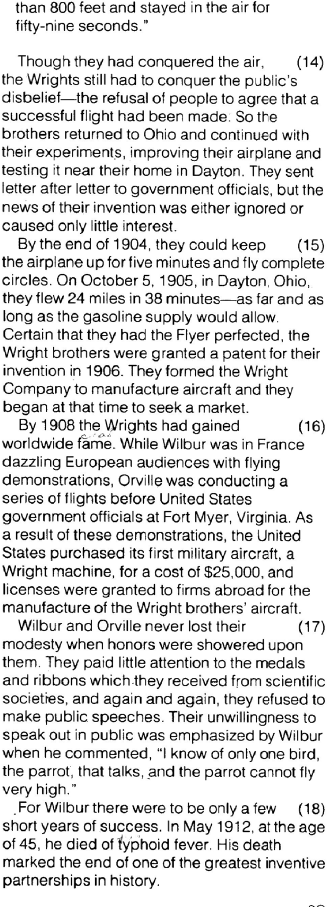 than 800 feet and stayed in the air for
fifty-nine seconds."
Though they had conquered the air, (14)
the Wrights still had to conquer the public's
disbelief—the refusal of people to agree that a
successful flight had been made. So the
brothers returned to Ohio and continued with
their experiments, improving their airplane and
testing it near their home in Dayton. They sent
letter after letter to government officials, but the
news of their invention was either ignored or
caused only little interest.
By the end of 1904, they could keep (15)
the airplane up for five minutes and fly complete
circles. On October 5, 1905, in Dayton, Ohio,
they flew 24 miles in 38 minutes—as far and as
long as the gasoline supply would allow.
Certain that they had the Flyer perfected, the
Wright brothers were granted a patent for their
invention in 1906. They formed the Wright
Company to manufacture aircraft and they
began at that time to seek a market.
By 1908 the Wrights had gained (16)
worldwide fame. While Wilbur was in France
dazzling European audiences with flying
demonstrations, Orville was conducting a
series of flights before United States
government officials at Fort Myer, Virginia. As
a result of these demonstrations, the United
States purchased its first military aircraft, a
Wright machine, for a cost of $25,000, and
licenses were granted to firms abroad for the
manufacture of the Wright brothers' aircraft.
Wilbur and Orville never lost their (17)
modesty when honors were showered upon
them. They paid little attention to the medals
and ribbons which they received from scientific
societies, and again and again, they refused to
make public speeches. Their unwillingness to
speak out in public was emphasized by Wilbur
when he commented, "I know of only one bird,
the parrot, that talks, and the parrot cannot fly
very high."
For Wilbur there were to be only a few (18)
short years of success. In May 1912, at the age
of 45, he died of typhoid fever. His death
marked the end of one of the greatest inventive
partnerships in history.